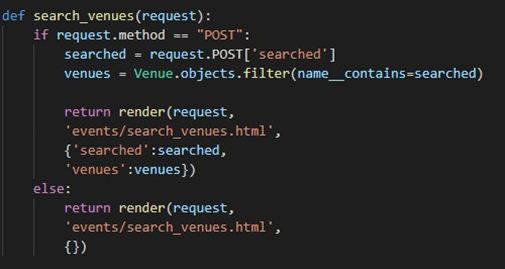 def search_venues(request):
    if request.method == "POST":
        searched = request.POST['searched']
        venues = Venue.objects.filter(name__contains=searched)

        return render(request,
        'events/search_venues.html',
        {'searched':searched,
        'venues':venues})
    else:
        return render(request,
        'events/search_venues.html',
        {})